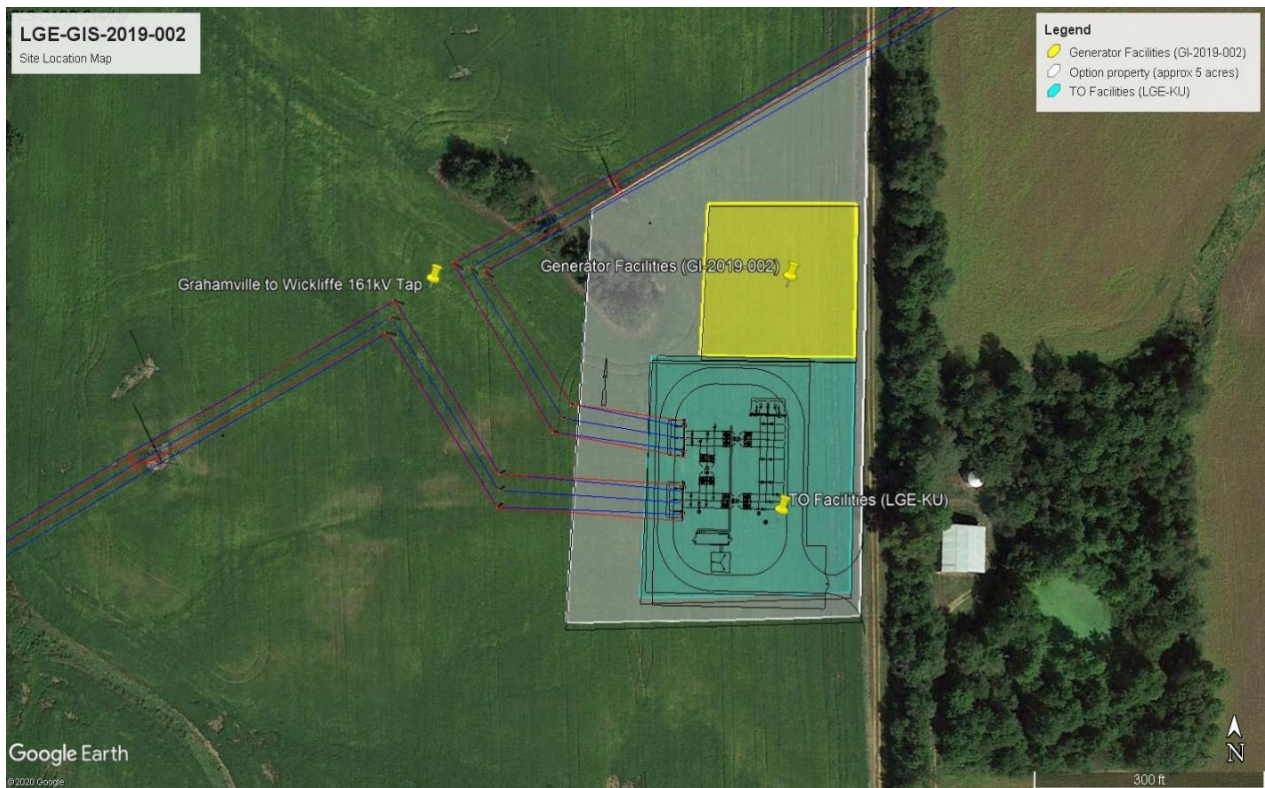 LGE-GIS-2019-002
Site Location Map
Legend
Generator Facilities (GI-2019-002)
Option property (approx 5 acres)
TO Facilities (LGE-KU)
Generator Facilities (GI-2019-002)
Grahamville to Wickliffe 161kV Tap
TO Facilities (LGE-KU)
Google Earth
©2020 Google
N
300 ft